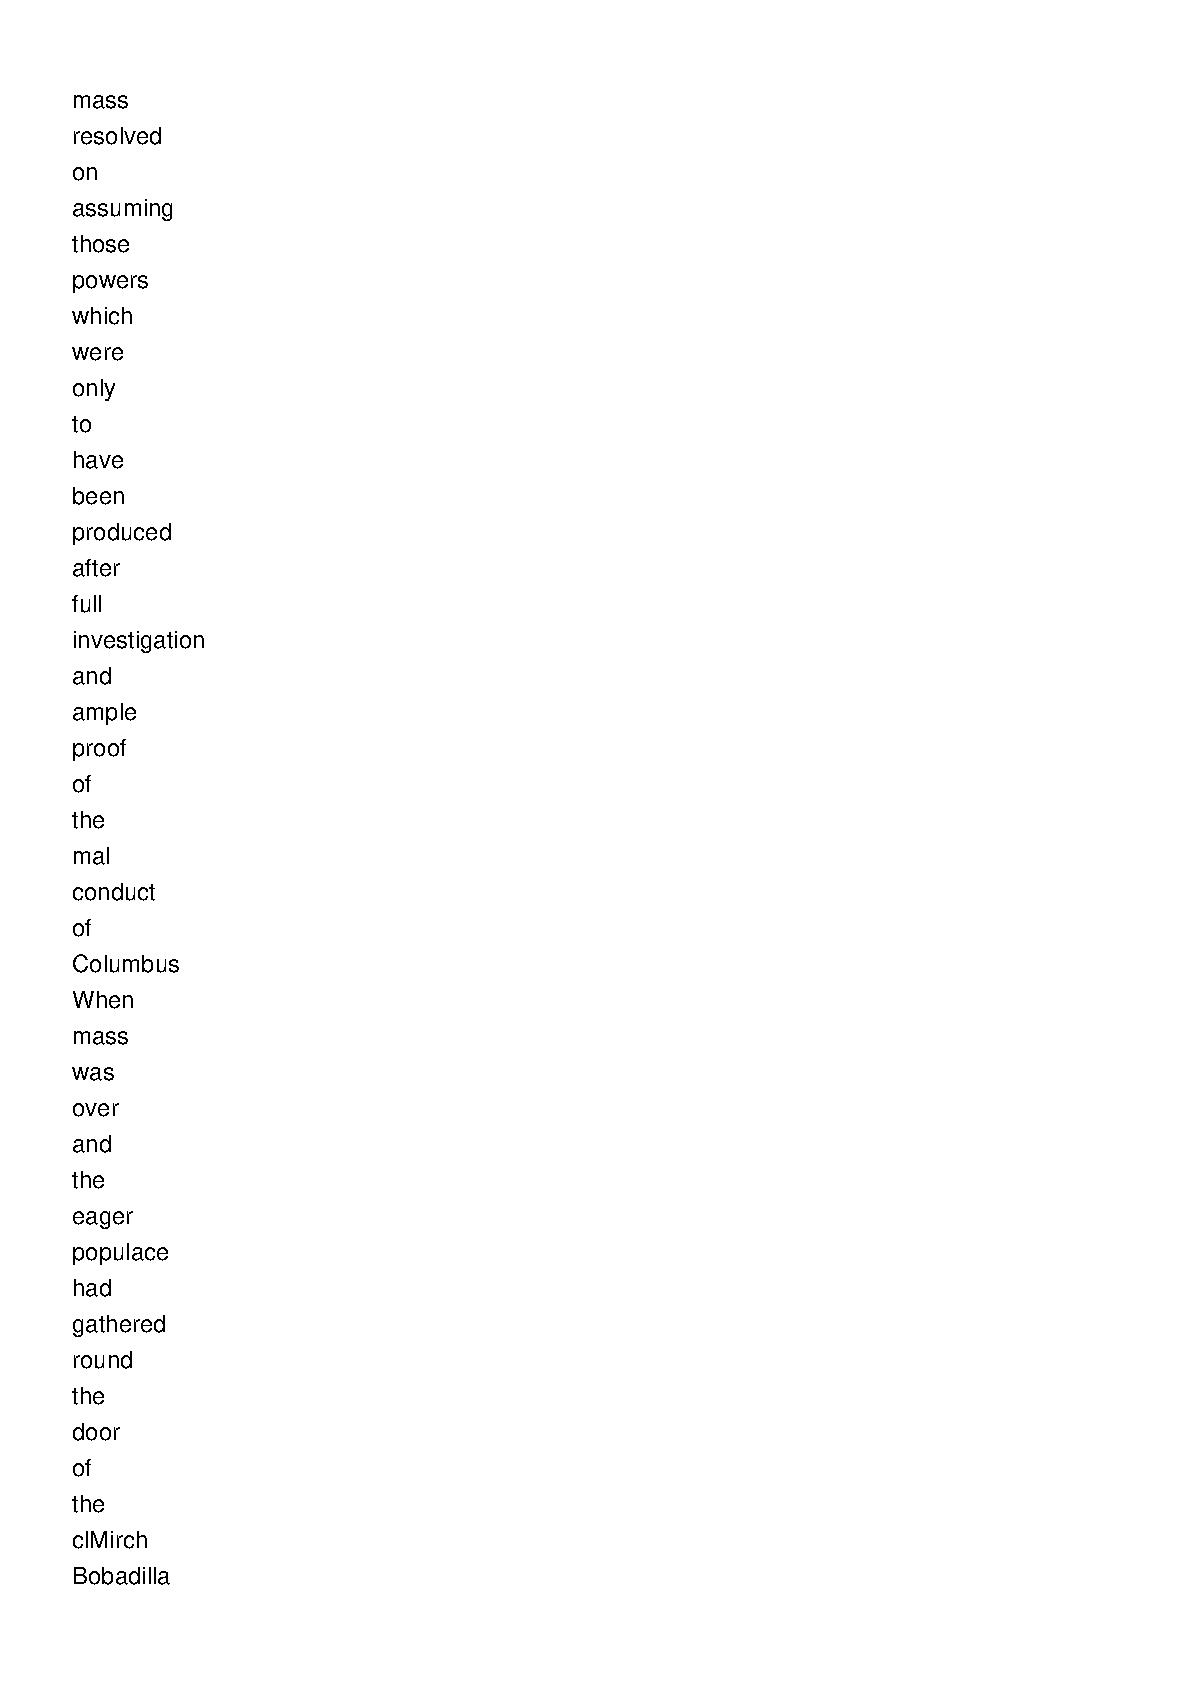 mass
resolved
on
assuming
those
powers
which
were
only
to
have
been
produced
after
full
investigation
and
ample
proof
of
the
mal
conduct
of
Columbus
When
mass
was
over
and
the
eager
populace
had
gathered
round
the
door
of
the
clMirch
Bobadilla